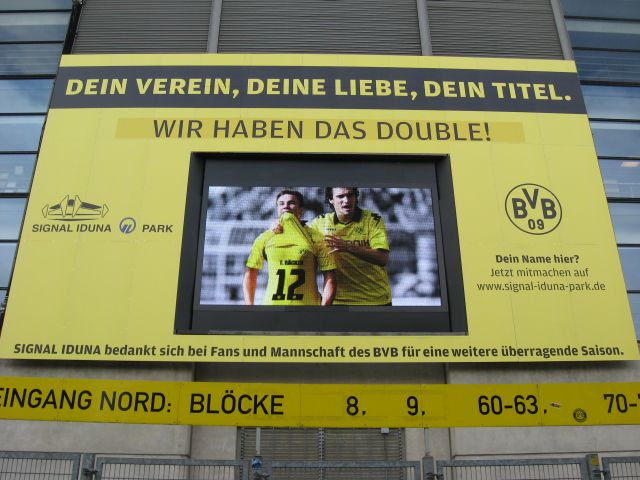 DEIN VEREIN, DEINE LIEBE, DEIN TITEL.
WIR HABEN DAS DOUBLE!
SIGNAL IDUNA PARK
BVB
09
12
Dein Name hier?
Jetzt mitmachen auf
www.signal-iduna-park.de
SIGNAL IDUNA bedankt sich bei Fans und Mannschaft des BVB für eine weitere überragende Saison.
EINGANG NORD: BLÖCKE 8, 9, 60-63, 70-